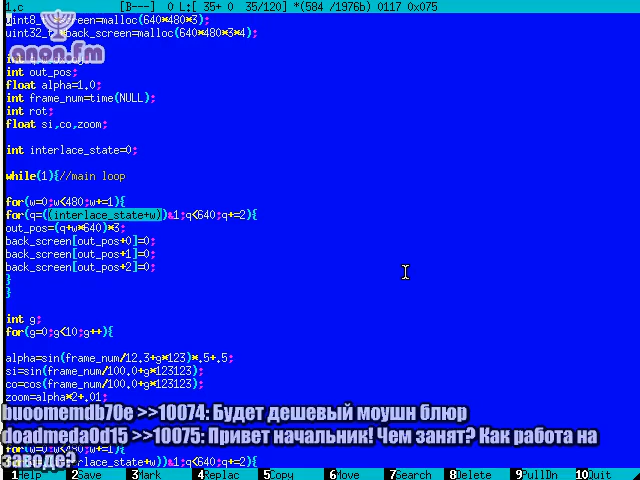 1.c [B---] 0 L:[ 35+ 0 35/120] *(584 /1976b) 0117 0x075
screen=malloc(640*480*3);
back_screen=malloc(640*480*3*4);
anon.fm
int out_pos;
float alpha=1.0;
int frame_num=time(NULL);
int rot;
float si,co,zoom;
int interlace_state=0;
while(1){//main loop
for(w=0;w<480;w+=1){
for(q=((interlace_state+w))&1;q<640;q+=2){
out_pos=(q+w*640)*3;
back_screen[out_pos+0]=0;
back_screen[out_pos+1]=0;
back_screen[out_pos+2]=0;
}
}
int g;
for(g=0;g<10;g++){
alpha=sin(frame_num/12.3+g*123)*.5+.5;
si=sin(frame_num/100.0+g*123123);
co=cos(frame_num/100.0+g*123123);
zoom=alpha*2+.01;
buoomemdb70e >>10074: Будет дешевый моушн блюр
doadmeda0d15 >>10075: Привет начальник! Чем занят? Как работа на
заводе?
interlace_state+w))&1;q<640;q+=2){
1Help 2Save 3Mark 4Replac 5Copy 6Move 7Search 8Delete 9PullDn 10Quit